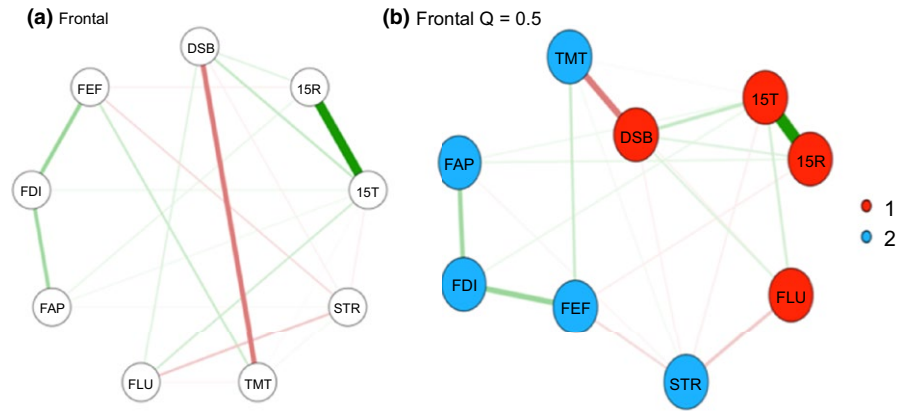 (a) Frontal
DSB
FEF
15R
FDI
15T
FAP
STR
FLU
TMT
(b) Frontal Q = 0.5
TMT
15T
DSB
15R
FAP
FDI
FEF
FLU
STR
1
2